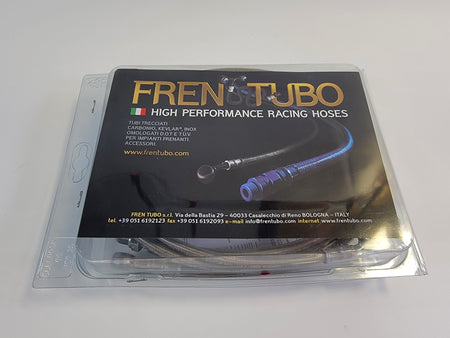 FREN TUBO
HIGH PERFORMANCE RACING HOSES
TUBI TRECCIATI
CARBONIO, KEVLAR®, INOX
OMOLOGATI D.O.T E T.Ü.V.
PER IMPIANTI FRENANTI
ACCESSORI.
www.frentubo.com
FREN TUBO s.r.l. Via della Bastia 29 – 40033 Casalecchio di Reno BOLOGNA – ITALY
tel. +39 051 6192123 fax +39 051 6192093 e-mail info@frentubo.com internet www.frentubo.com